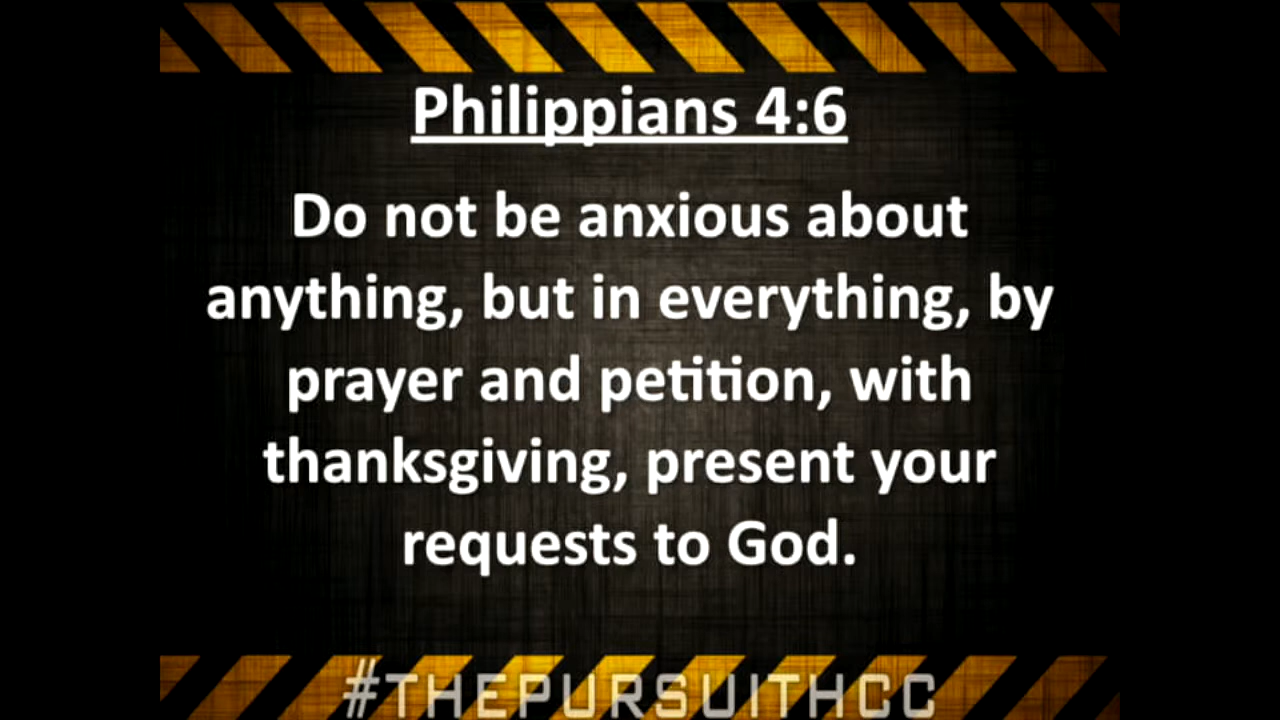 Philippians 4:6
Do not be anxious about
anything, but in everything, by
prayer and petition, with
thanksgiving, present your
requests to God.
#THEPURSUITHCC